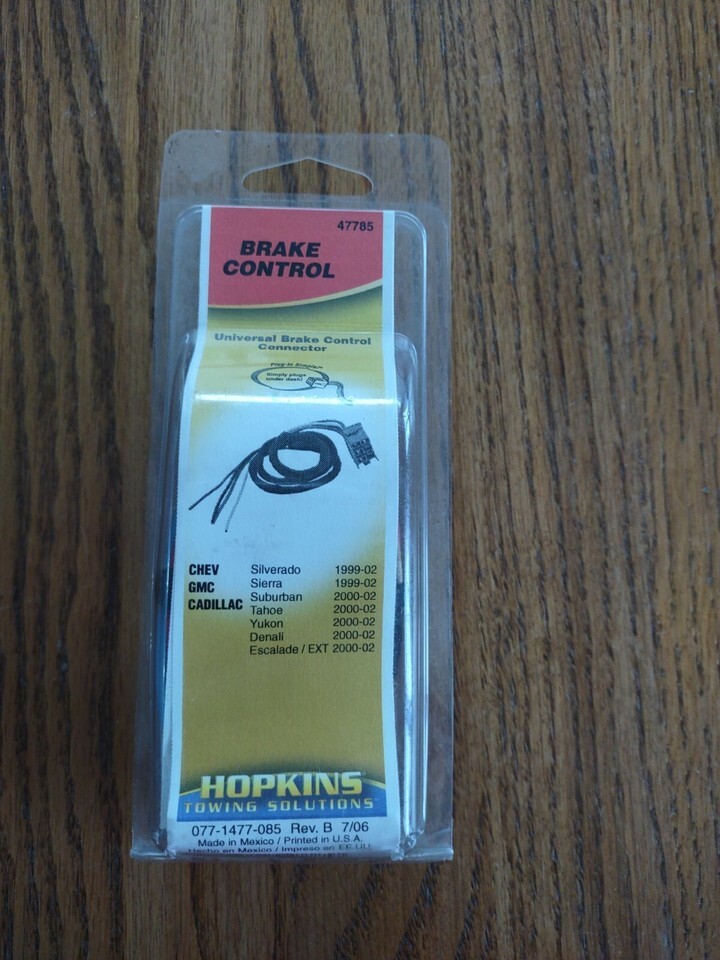 47785
BRAKE
CONTROL
Universal Brake Control
Connector
Plug-In Simple!™
Simply plugs
under dash!
CHEV
GMC
CADILLAC
Silverado 1999-02
Sierra 1999-02
Suburban 2000-02
Tahoe 2000-02
Yukon 2000-02
Denali 2000-02
Escalade / EXT 2000-02
HOPKINS
TOWING SOLUTIONS
077-1477-085 Rev. B 7/06
Made in Mexico / Printed in U.S.A.
Hecho en Mexico / Impreso en EE.UU.